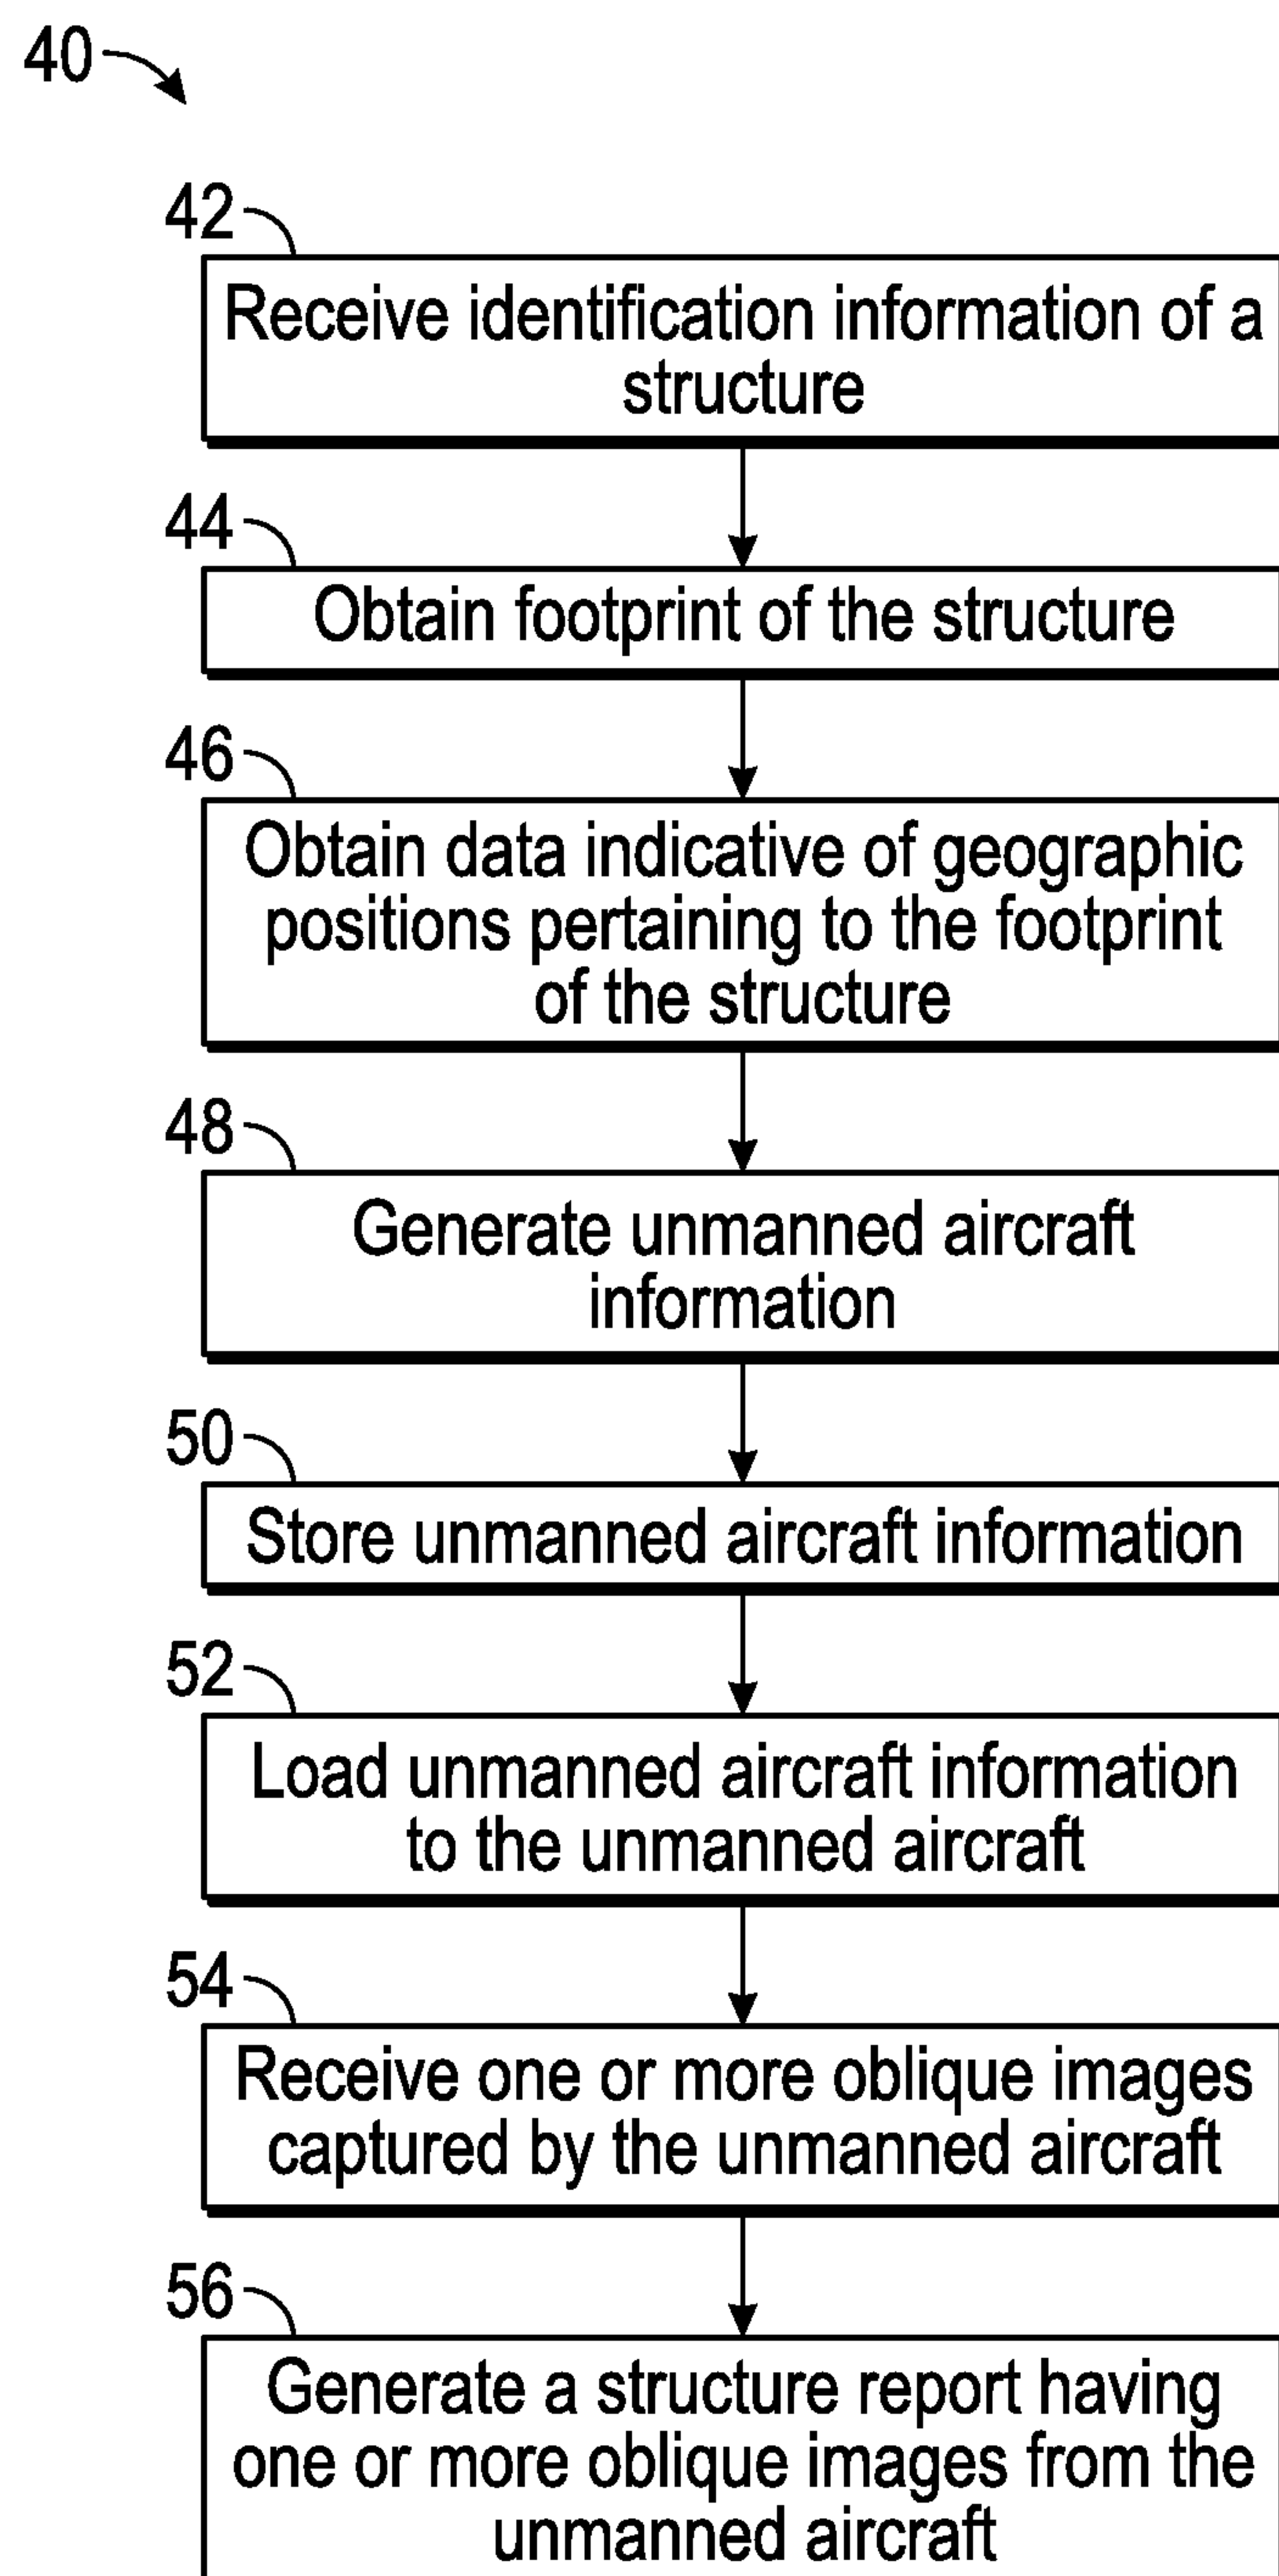 40
42
Receive identification information of a
structure
44
Obtain footprint of the structure
46
Obtain data indicative of geographic
positions pertaining to the footprint
of the structure
48
Generate unmanned aircraft
information
50
Store unmanned aircraft information
52
Load unmanned aircraft information
to the unmanned aircraft
54
Receive one or more oblique images
captured by the unmanned aircraft
56
Generate a structure report having
one or more oblique images from the
unmanned aircraft